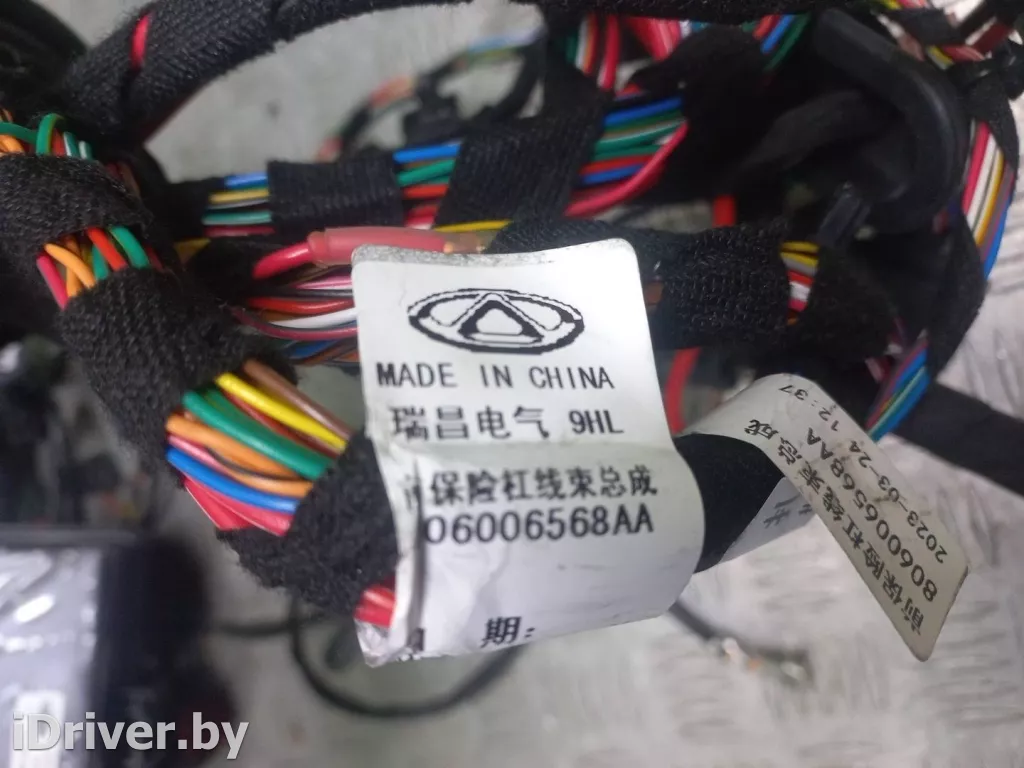 MADE IN CHINA
瑞昌电气 9HL
保险杠线束总成
06006568AA
期:
前保险杠线束总成
806006568AA
2023-03-24 12:37
iDriver.by